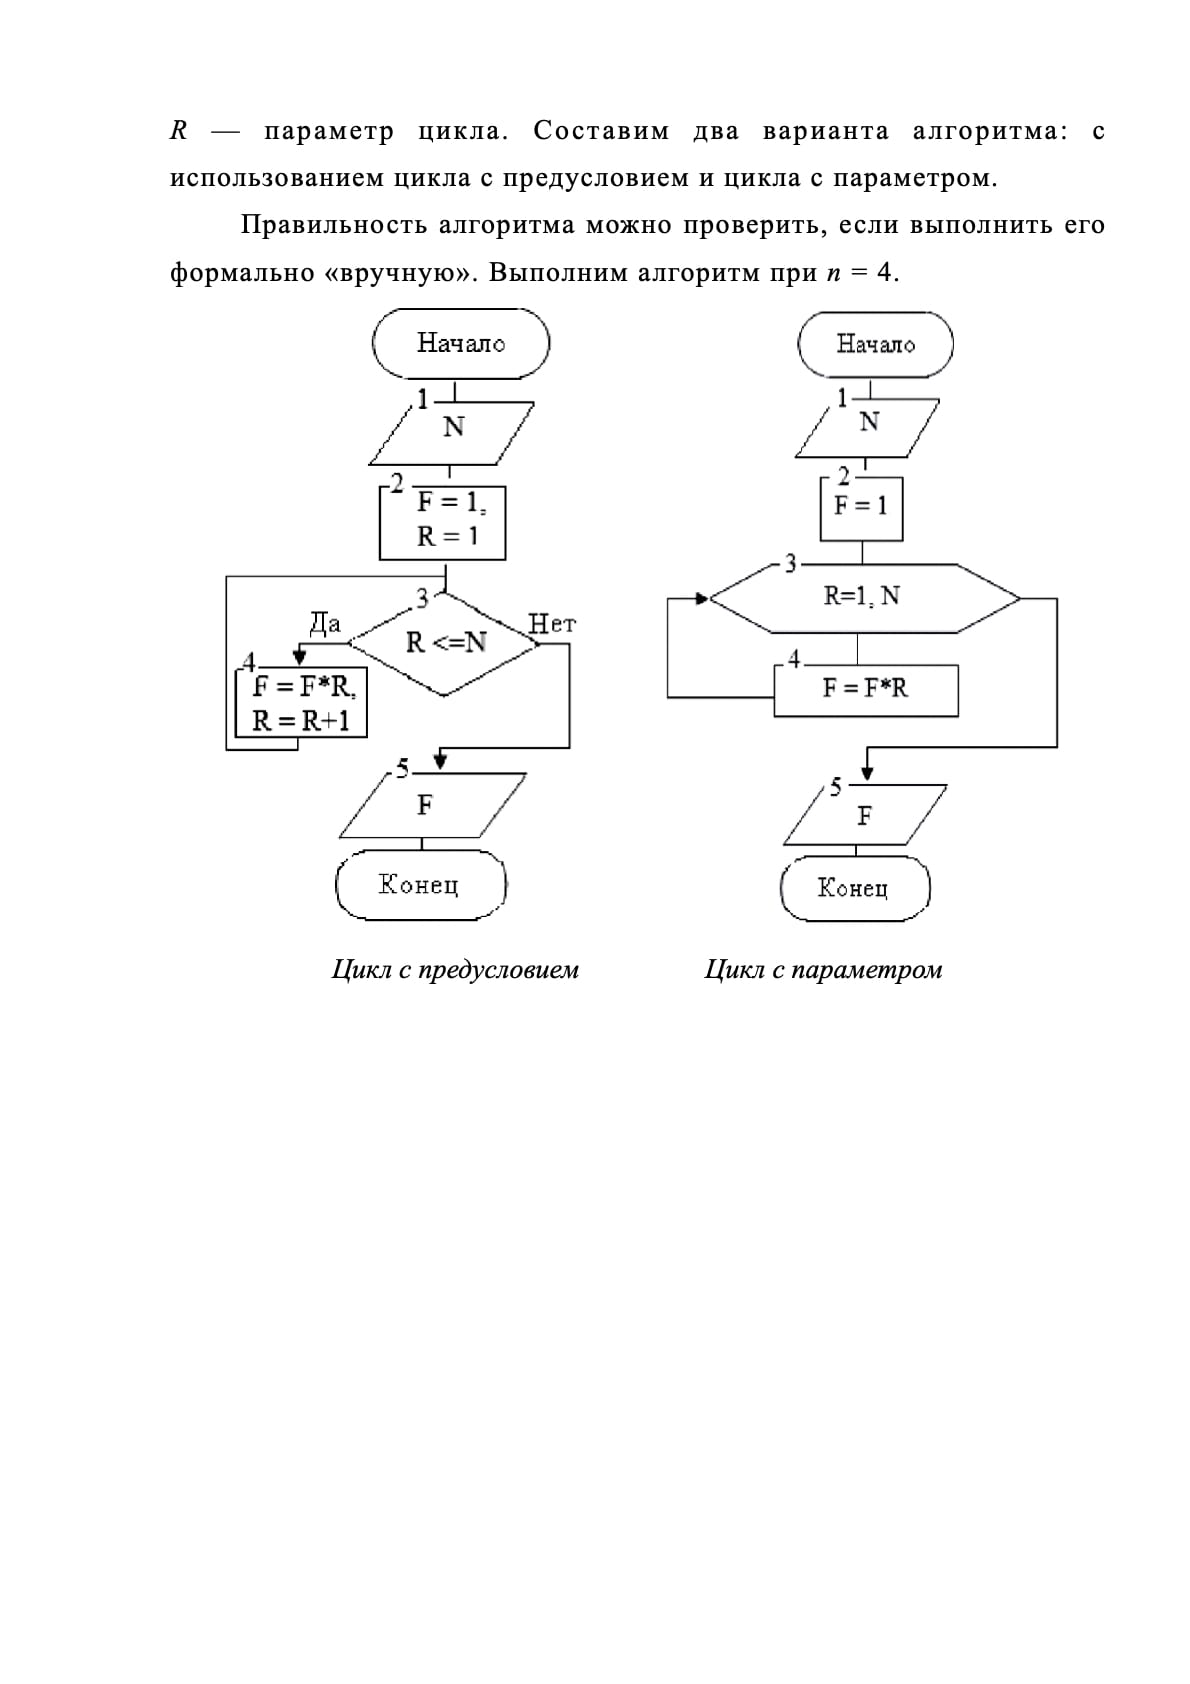 R — параметр цикла. Составим два варианта алгоритма: с
использованием цикла с предусловием и цикла с параметром.
Правильность алгоритма можно проверить, если выполнить его
формально «вручную». Выполним алгоритм при n = 4.
Начало
1
N
2
F = 1,
R = 1
3
Да
Нет
R <=N
4
F = F*R,
R = R+1
5
F
Конец
Начало
1
N
2
F = 1
3
R=1, N
4
F = F*R
5
F
Конец
Цикл с предусловием
Цикл с параметром